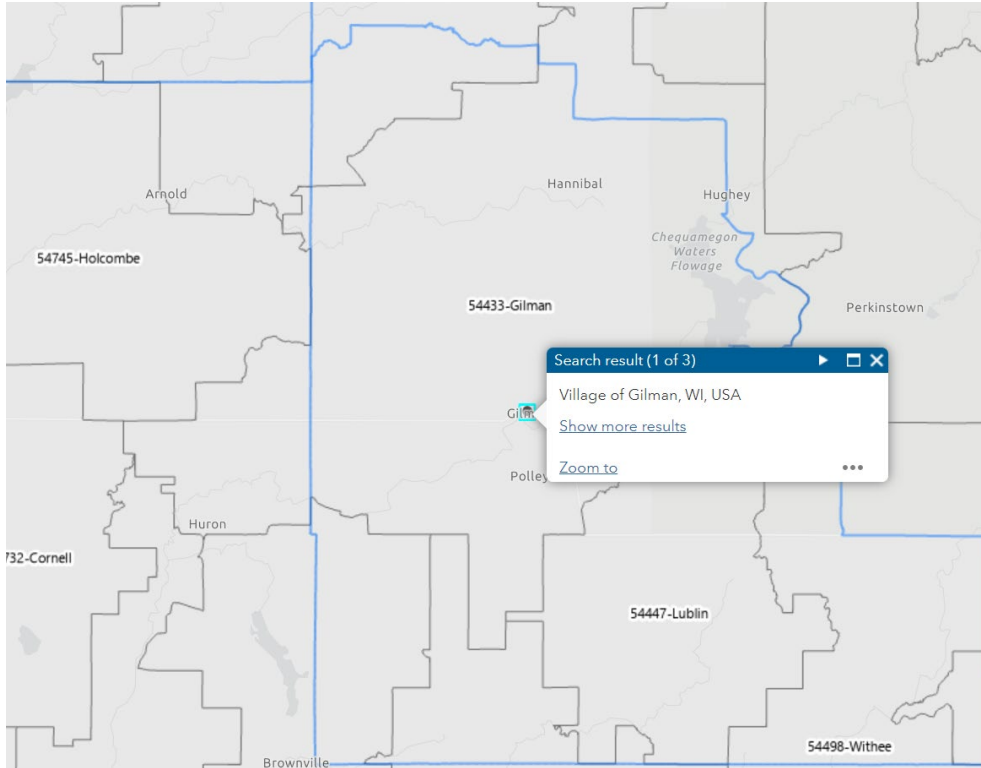 Arnold
Hannibal
Hughey
Chequamegon
Waters
Flowage
54745-Holcombe
54433-Gilman
Perkinstown
Search result (1 of 3)
Village of Gilman, WI, USA
Show more results
Zoom to
Polley
Huron
732-Cornell
54447-Lublin
54498-Withee
Brownville